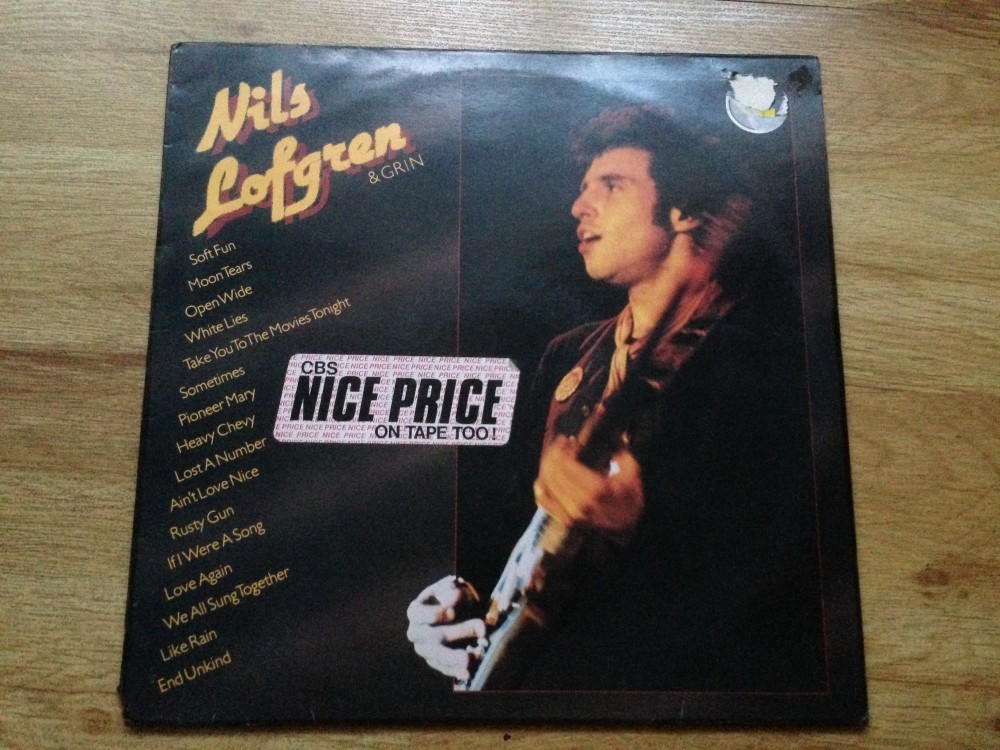 Nils
Lofgren
& GRIN
Soft Fun
Moon Tears
Open Wide
White Lies
Take You To The Movies Tonight
Sometimes
Pioneer Mary
Heavy Chevy
Lost A Number
Ain't Love Nice
Rusty Gun
If I Were A Song
Love Again
We All Sung Together
Like Rain
End Unkind
CBS
NICE PRICE
ON TAPE TOO!